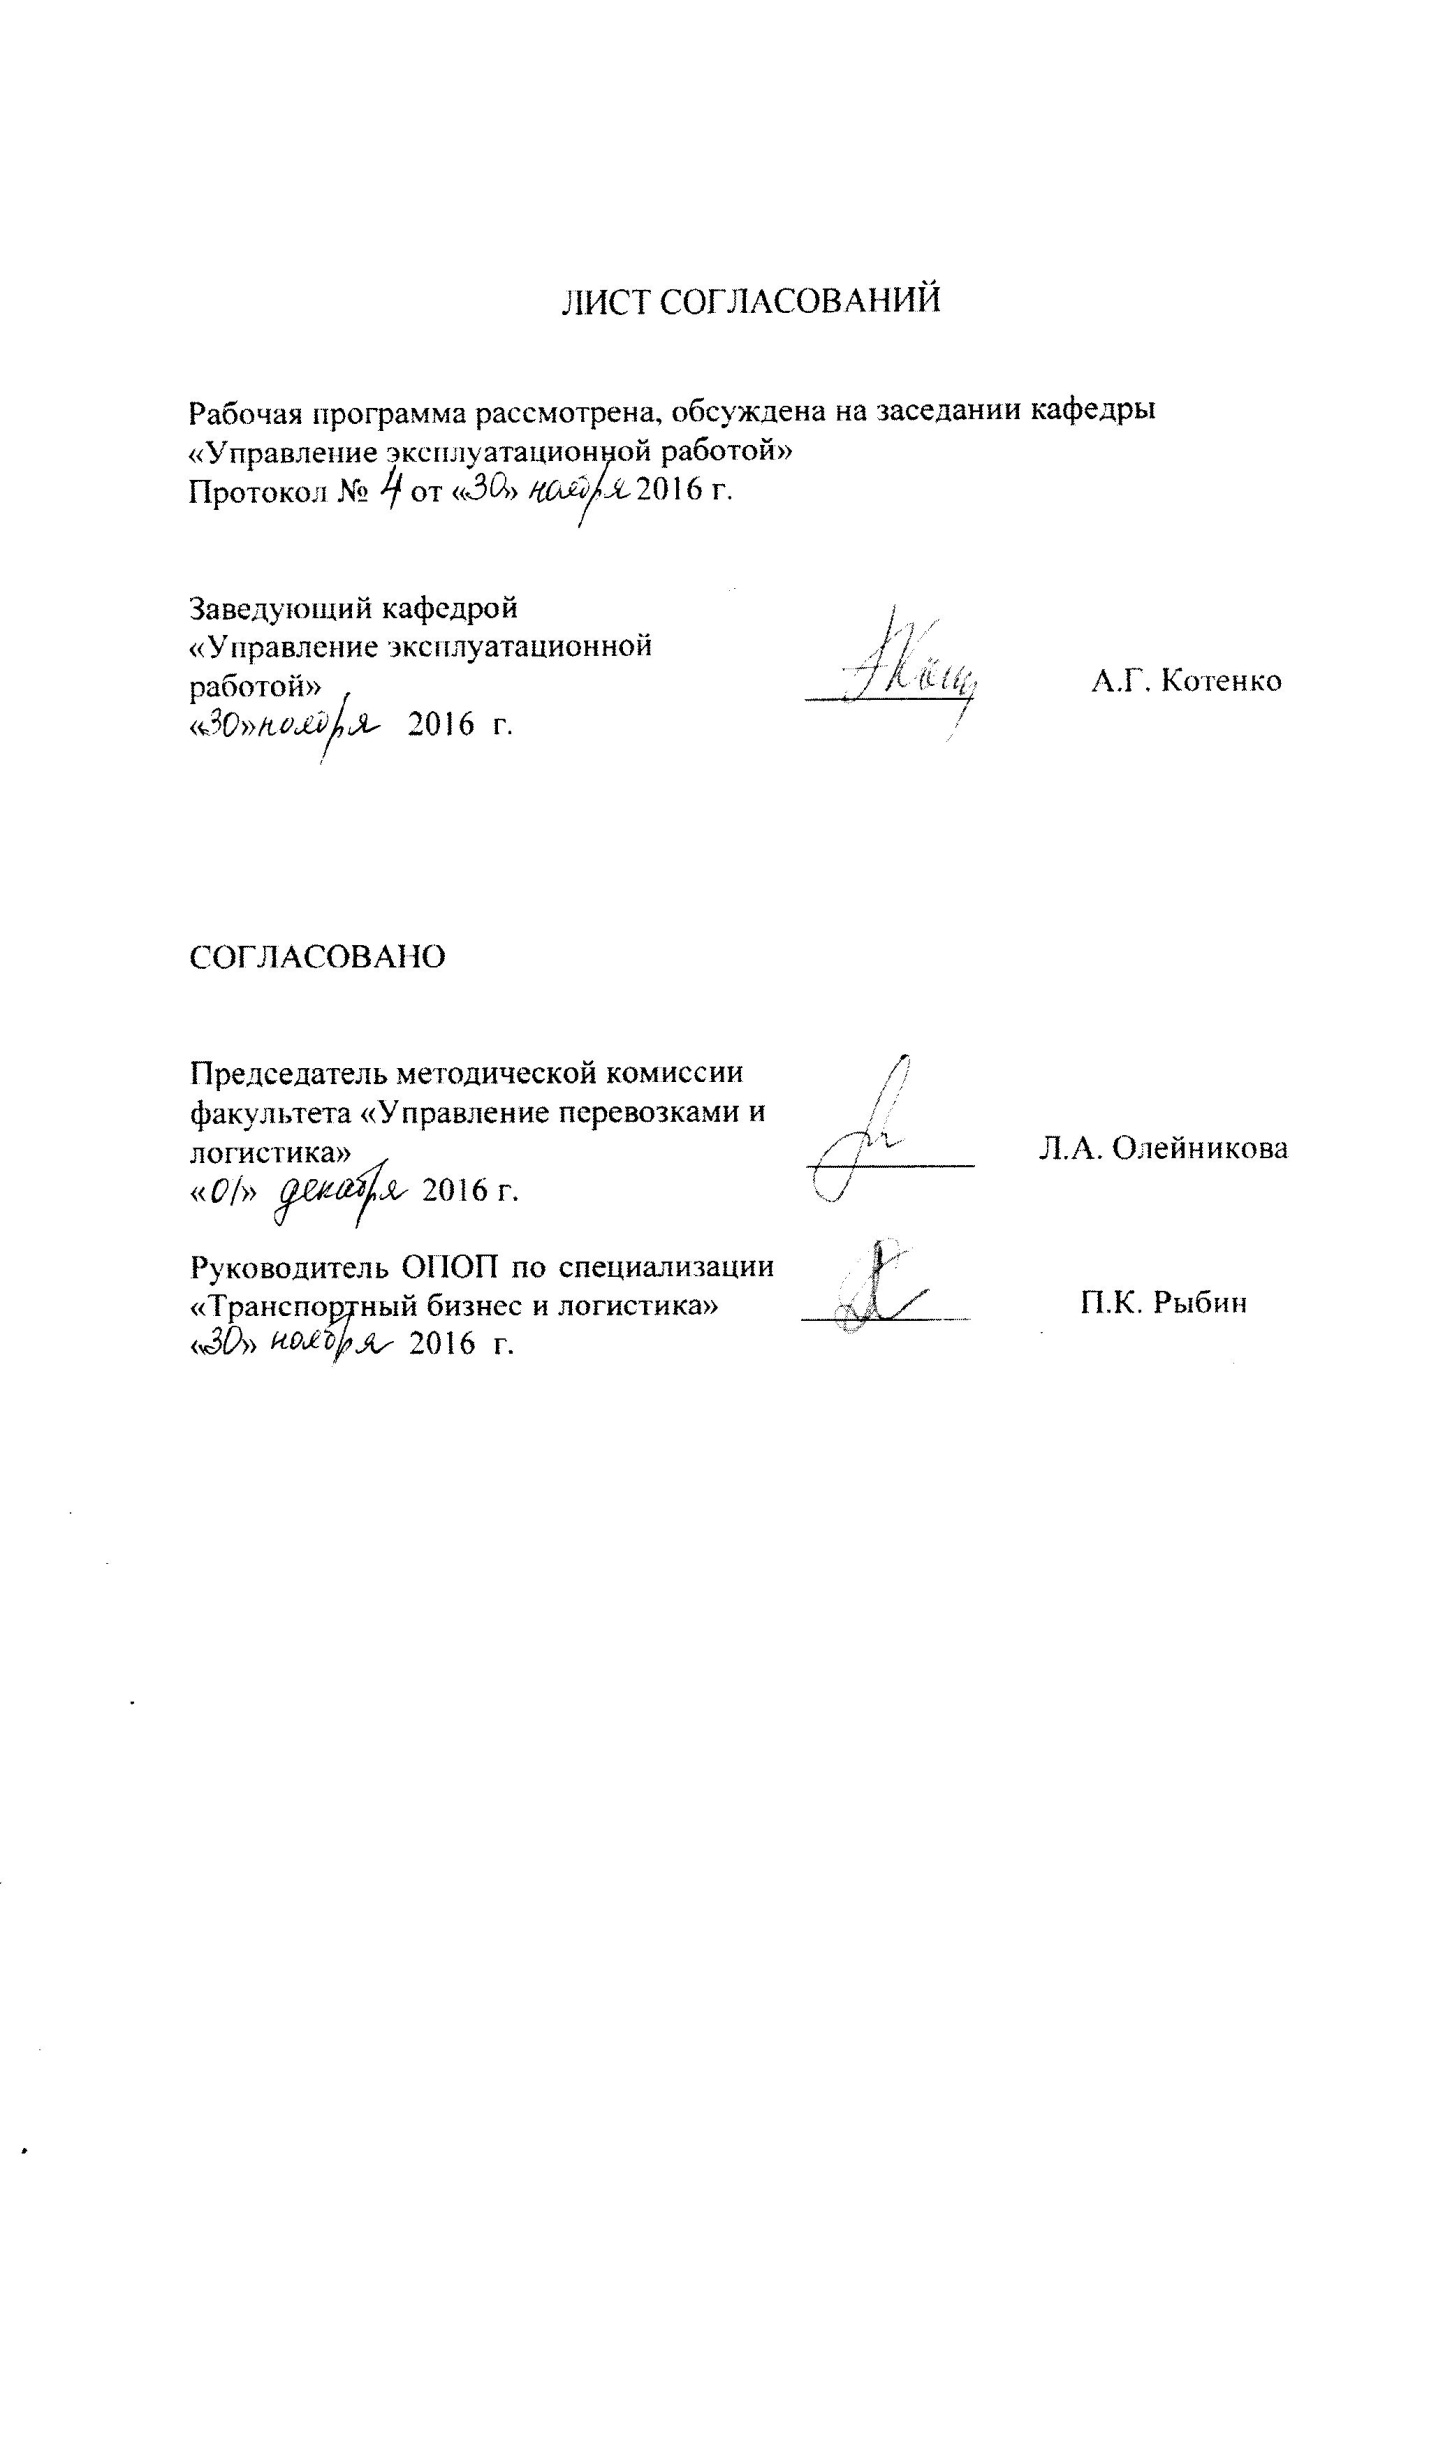 ЛИСТ СОГЛАСОВАНИЙ
Рабочая программа рассмотрена, обсуждена на заседании кафедры
«Управление эксплуатационной работой»
Протокол № 4 от «30» ноября 2016 г.
Заведующий кафедрой
«Управление эксплуатационной
работой» А.Г. Котенко
«30» ноября 2016 г.
СОГЛАСОВАНО
Председатель методической комиссии
факультета «Управление перевозками и
логистика» Л.А. Олейникова
«01» декабря 2016 г.
Руководитель ОПОП по специализации
«Транспортный бизнес и логистика» П.К. Рыбин
«30» ноября 2016 г.